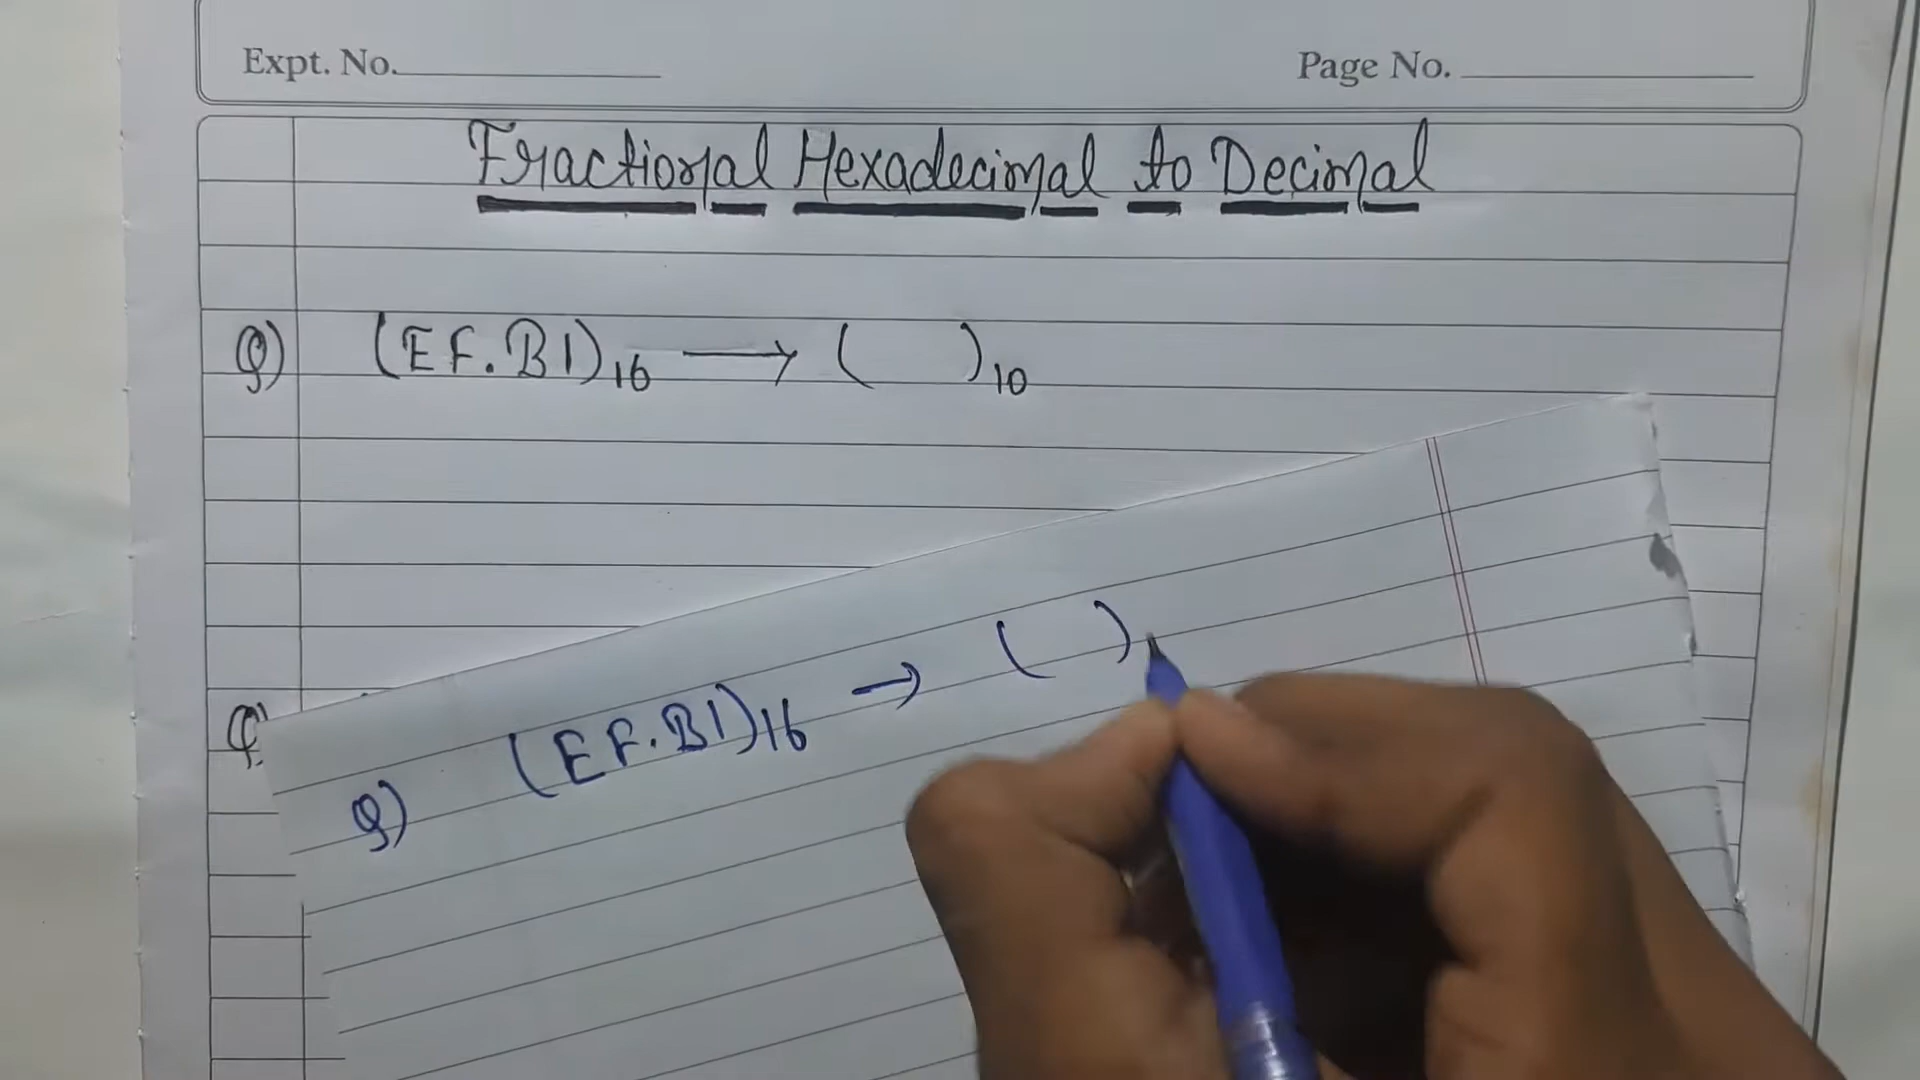 Expt. No. Page No.
Fractional Hexadecimal to Decimal
Q) (EF.B1)16 → ( )10
Q
Q) (EF.B1)16 → ( )